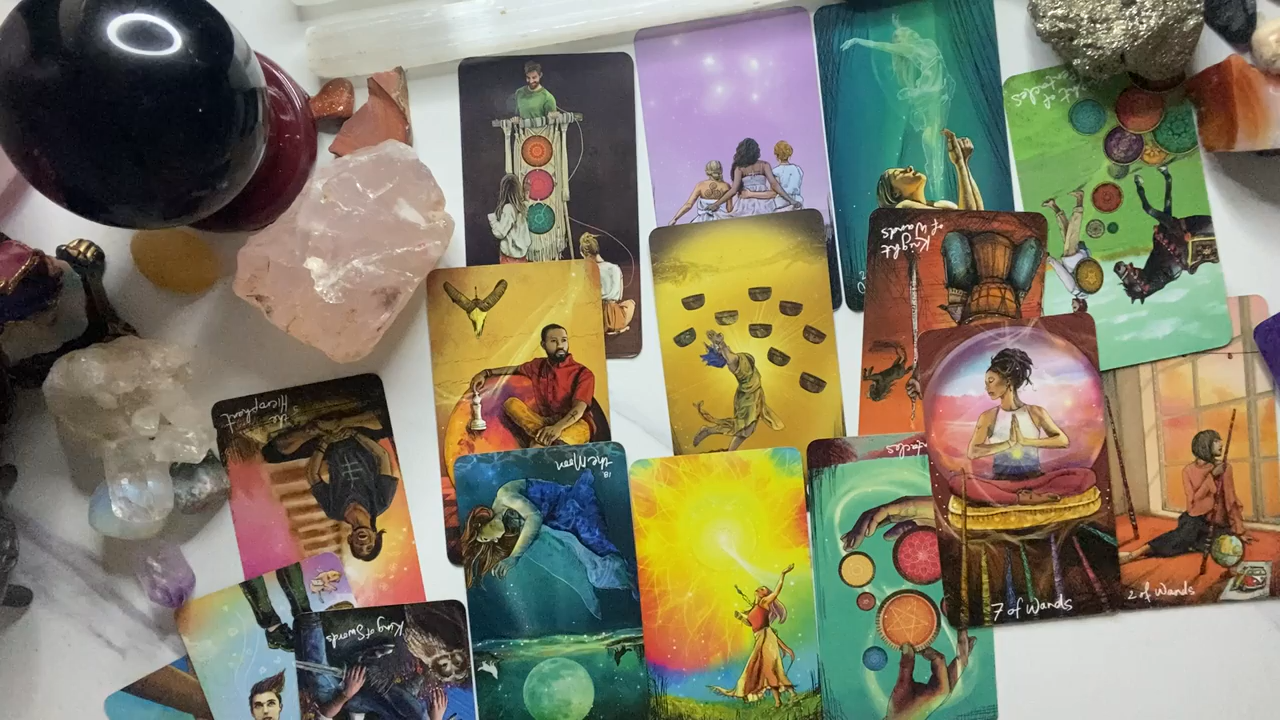 Knight
of Wands
the
Hierophant
the Moon
18
King of Swords
7 of Wands
2 of Wands